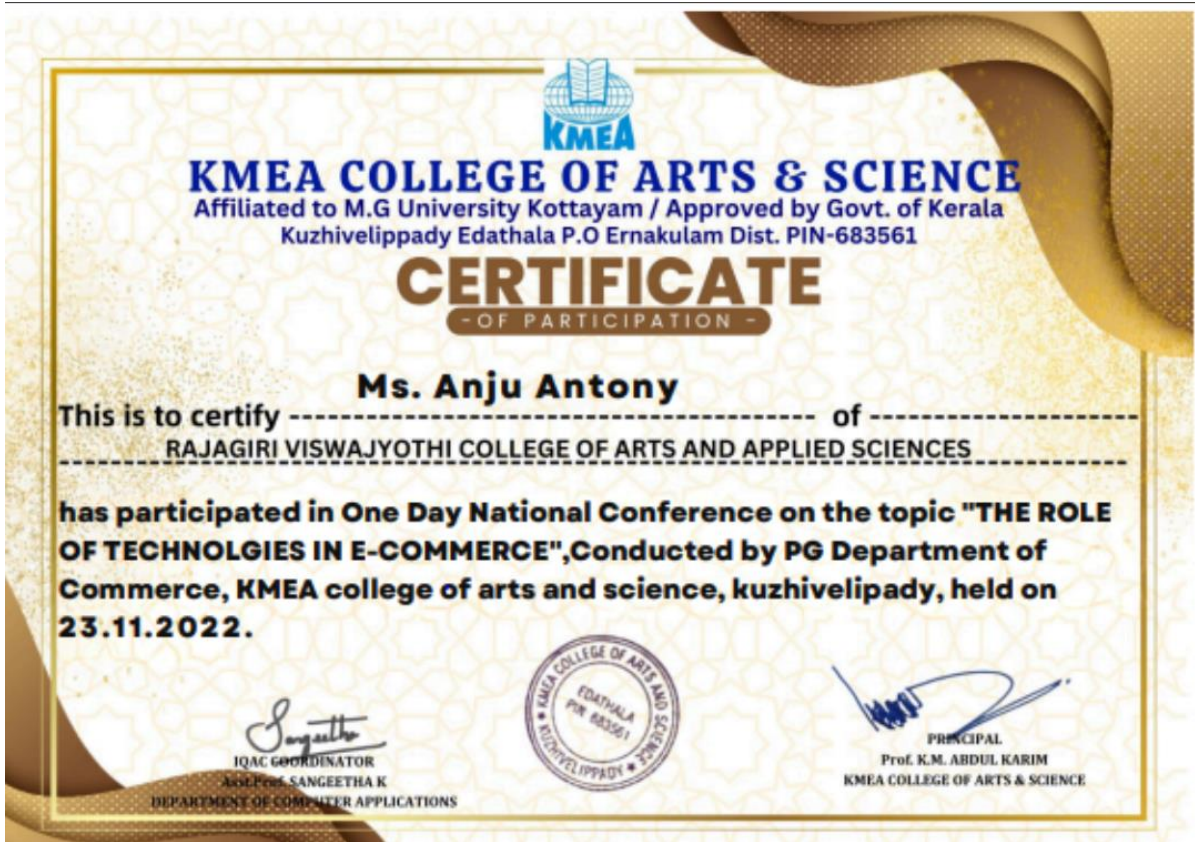 KMEA
KMEA COLLEGE OF ARTS & SCIENCE
Affiliated to M.G University Kottayam / Approved by Govt. of Kerala
Kuzhivelippady Edathala P.O Ernakulam Dist. PIN-683561
CERTIFICATE
- OF PARTICIPATION -
Ms. Anju Antony
This is to certify ---------------------------------------- of ---------------------
RAJAGIRI VISWAJYOTHI COLLEGE OF ARTS AND APPLIED SCIENCES
has participated in One Day National Conference on the topic "THE ROLE
OF TECHNOLGIES IN E-COMMERCE",Conducted by PG Department of
Commerce, KMEA college of arts and science, kuzhivelipady, held on
23.11.2022.
KMEA COLLEGE OF ARTS AND SCIENCE
KUZHIVELIPPADY
EDATHALA
PIN 683561
Sangeetha
IQAC COORDINATOR
Asst.Prof. SANGEETHA K
DEPARTMENT OF COMPUTER APPLICATIONS
PRINCIPAL
Prof. K.M. ABDUL KARIM
KMEA COLLEGE OF ARTS & SCIENCE